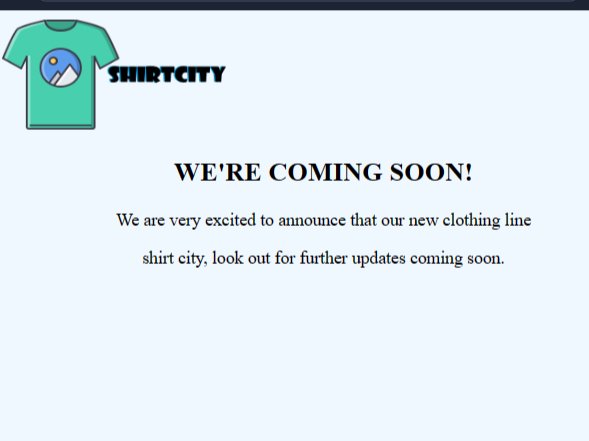 SHIRTCITY
WE'RE COMING SOON!
We are very excited to announce that our new clothing line
shirt city, look out for further updates coming soon.